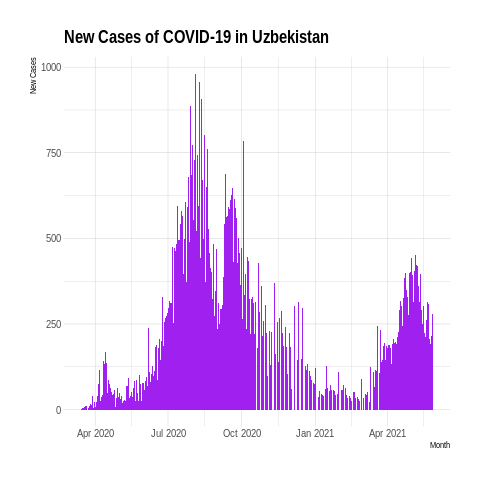 New Cases of COVID-19 in Uzbekistan
New Cases
1000
750
500
250
0
Apr 2020 Jul 2020 Oct 2020 Jan 2021 Apr 2021
Month